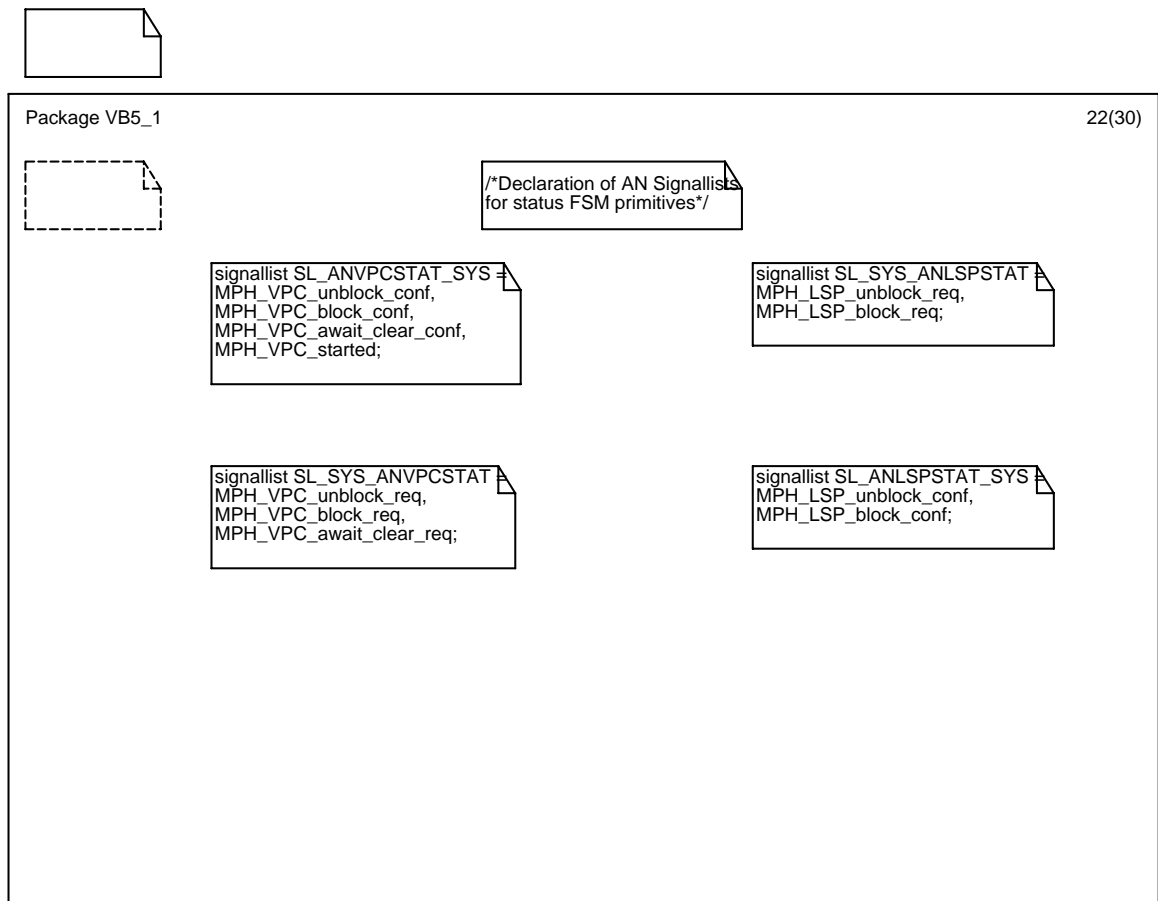 Package VB5_1
22(30)
/*Declaration of AN Signallists
for status FSM primitives*/
signallist SL_ANVPCSTAT_SYS =
MPH_VPC_unblock_conf,
MPH_VPC_block_conf,
MPH_VPC_await_clear_conf,
MPH_VPC_started;
signallist SL_SYS_ANLSPSTAT =
MPH_LSP_unblock_req,
MPH_LSP_block_req;
signallist SL_SYS_ANVPCSTAT =
MPH_VPC_unblock_req,
MPH_VPC_block_req,
MPH_VPC_await_clear_req;
signallist SL_ANLSPSTAT_SYS =
MPH_LSP_unblock_conf,
MPH_LSP_block_conf;